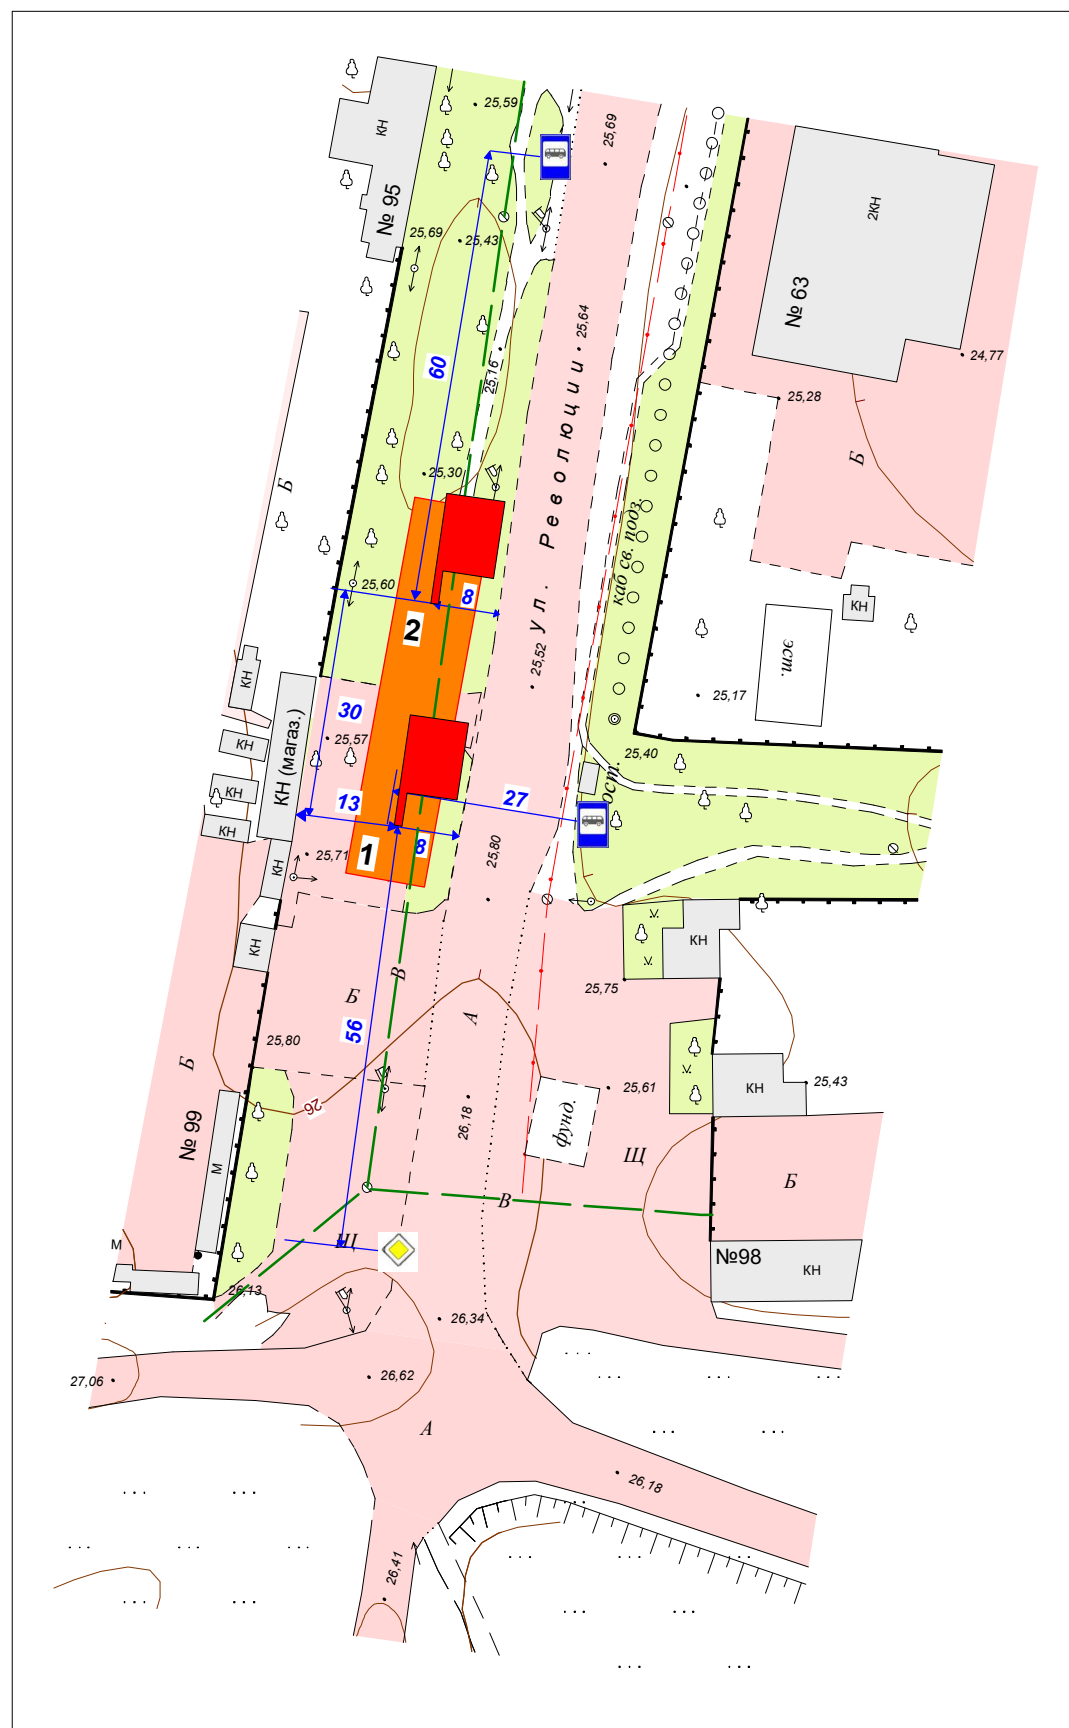 25,59
КН
25,69
№ 95
25,69
25,43
2КН
№ 63
25,64
24,77
25,16
60
25,28
Б
ул. Революции
Б
25,30
каб св. подз.
25,60
8
2
КН
эст.
25,52
КН
25,17
30
КН (магаз.)
25,57
КН
25,40
ост.
КН
13
27
КН
1
8
25,71
25,80
КН
КН
КН
В
Б
25,75
56
А
25,80
Б
26
25,61
КН
25,43
26,18
фунд.
№ 99
М
Щ
Б
В
Щ
М
№98
КН
26,13
26,34
27,06
26,62
А
26,18
26,41